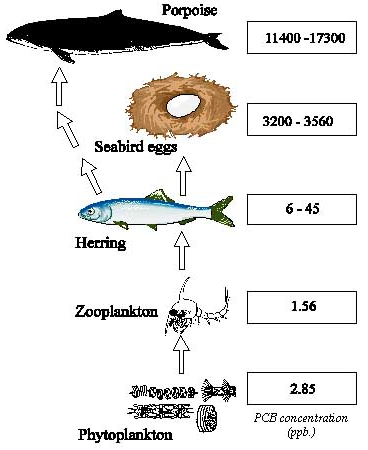 Porpoise
11400 -17300
3200 - 3560
Seabird eggs
6 - 45
Herring
Zooplankton
1.56
2.85
PCB concentration
(ppb.)
Phytoplankton